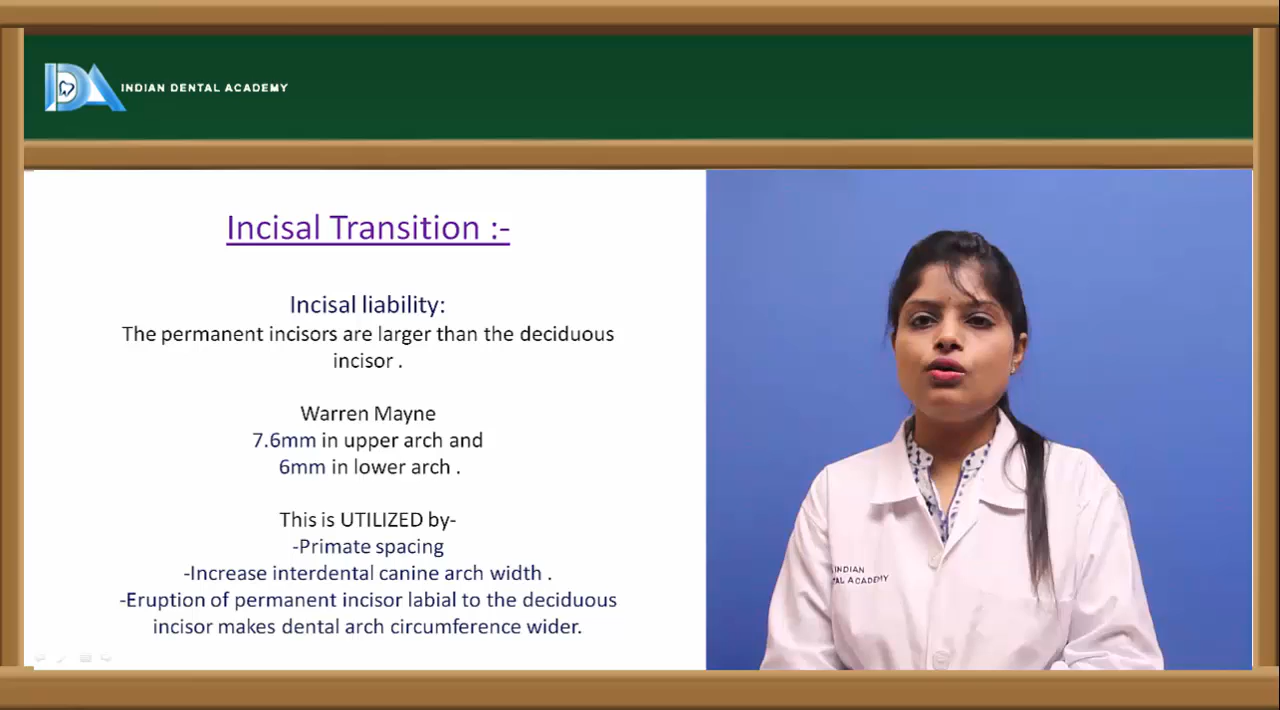 INDIAN DENTAL ACADEMY
Incisal Transition :-
Incisal liability:
The permanent incisors are larger than the deciduous
incisor .
Warren Mayne
7.6mm in upper arch and
6mm in lower arch .
This is UTILIZED by-
-Primate spacing
-Increase interdental canine arch width .
-Eruption of permanent incisor labial to the deciduous
incisor makes dental arch circumference wider.
INDIAN
TAL ACADEMY